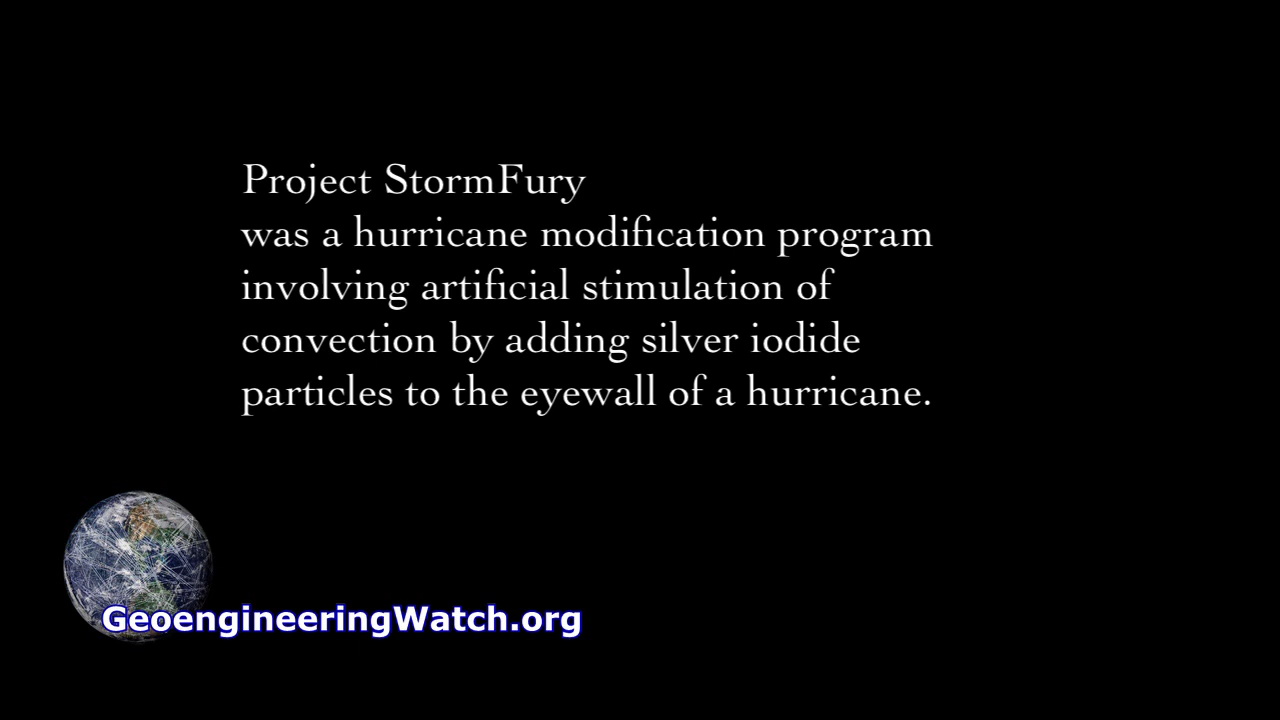 Project StormFury
was a hurricane modification program
involving artificial stimulation of
convection by adding silver iodide
particles to the eyewall of a hurricane.
GeoengineeringWatch.org